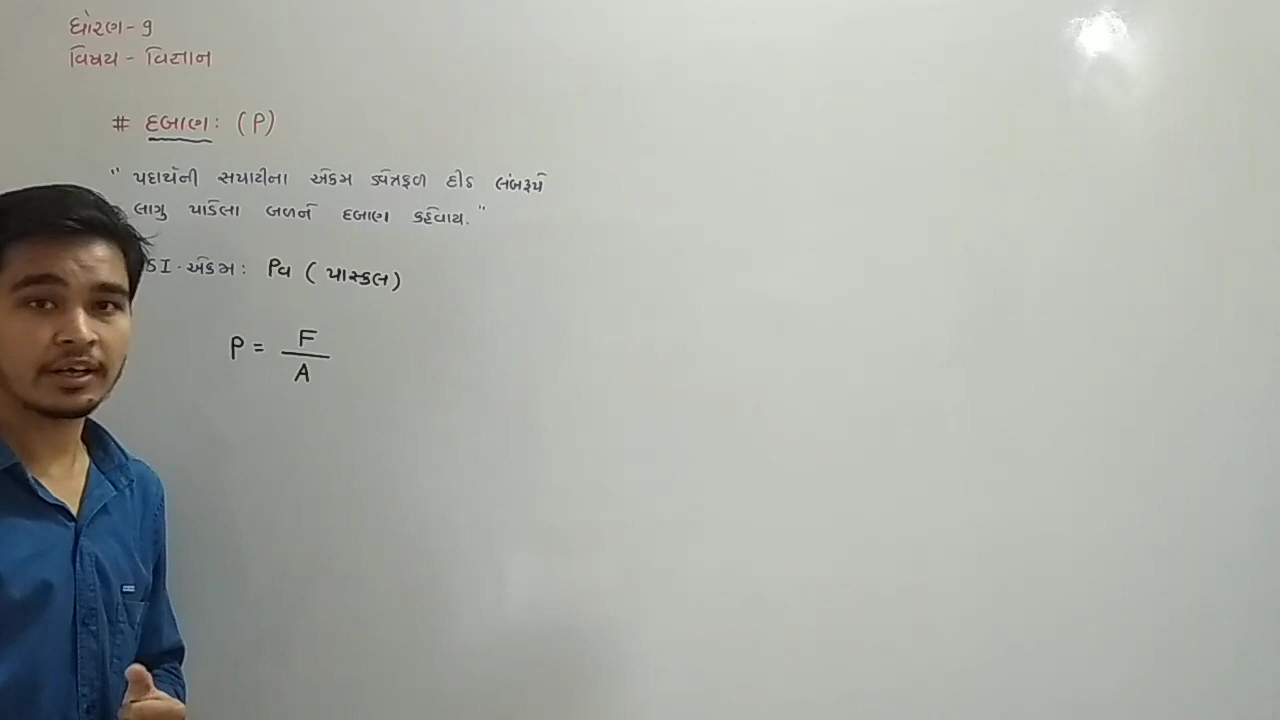 ધોરણ - 9
વિષય - વિજ્ઞાન
# દબાણ: (P)
" પદાર્થની સપાટીના એકમ ક્ષેત્રફળ દીઠ લંબરૂપે
લાગુ પાડેલા બળને દબાણ કહેવાય. "
SI. એકમ: Pa ( પાસ્કલ )
P = F / A